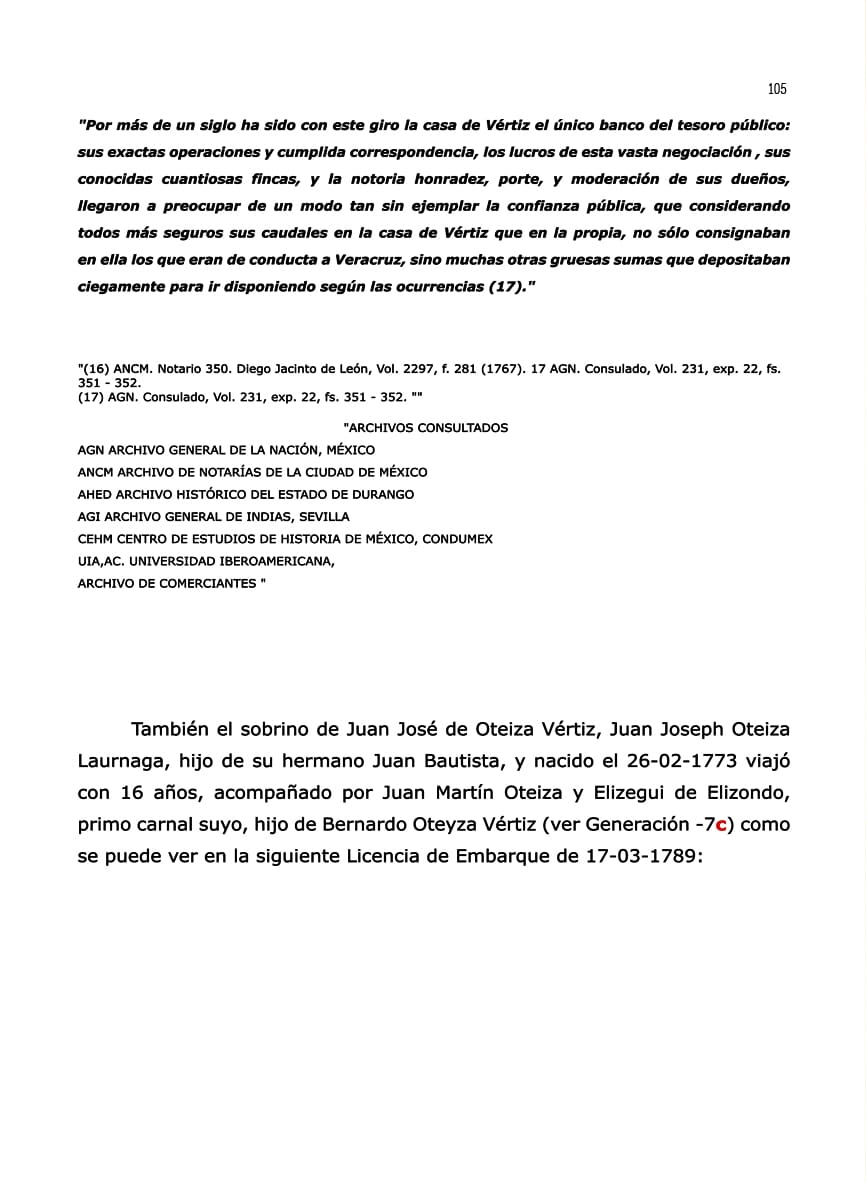 105
"Por más de un siglo ha sido con este giro la casa de Vértiz el único banco del tesoro público:
sus exactas operaciones y cumplida correspondencia, los lucros de esta vasta negociación , sus
conocidas cuantiosas fincas, y la notoria honradez, porte, y moderación de sus dueños,
llegaron a preocupar de un modo tan sin ejemplar la confianza pública, que considerando
todos más seguros sus caudales en la casa de Vértiz que en la propia, no sólo consignaban
en ella los que eran de conducta a Veracruz, sino muchas otras gruesas sumas que depositaban
ciegamente para ir disponiendo según las ocurrencias (17)."
"(16) ANCM. Notario 350. Diego Jacinto de León, Vol. 2297, f. 281 (1767). 17 AGN. Consulado, Vol. 231, exp. 22, fs.
351 - 352.
(17) AGN. Consulado, Vol. 231, exp. 22, fs. 351 - 352. ""
"ARCHIVOS CONSULTADOS
AGN ARCHIVO GENERAL DE LA NACIÓN, MÉXICO
ANCM ARCHIVO DE NOTARÍAS DE LA CIUDAD DE MÉXICO
AHED ARCHIVO HISTÓRICO DEL ESTADO DE DURANGO
AGI ARCHIVO GENERAL DE INDIAS, SEVILLA
CEHM CENTRO DE ESTUDIOS DE HISTORIA DE MÉXICO, CONDUMEX
UIA,AC. UNIVERSIDAD IBEROAMERICANA,
ARCHIVO DE COMERCIANTES "
También el sobrino de Juan José de Oteiza Vértiz, Juan Joseph Oteiza
Laurnaga, hijo de su hermano Juan Bautista, y nacido el 26-02-1773 viajó
con 16 años, acompañado por Juan Martín Oteiza y Elizegui de Elizondo,
primo carnal suyo, hijo de Bernardo Oteyza Vértiz (ver Generación -7c) como
se puede ver en la siguiente Licencia de Embarque de 17-03-1789: